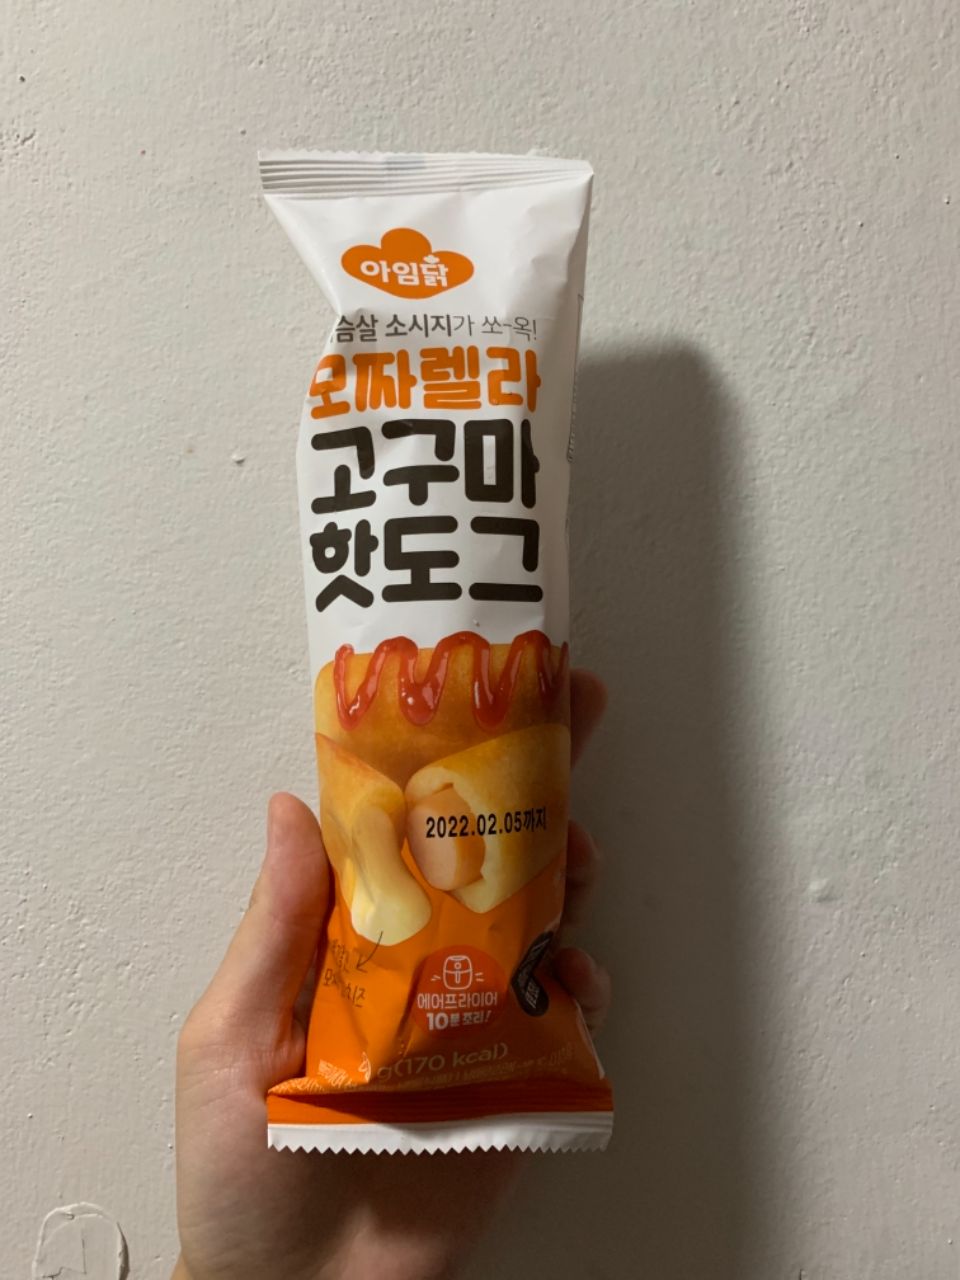 아임닭
슴살 소시지가 쏘-옥!
모짜렐라
고구마
핫도그
2022.02.05까지
에어프라이어
10분 조리!
g(170 kcal)